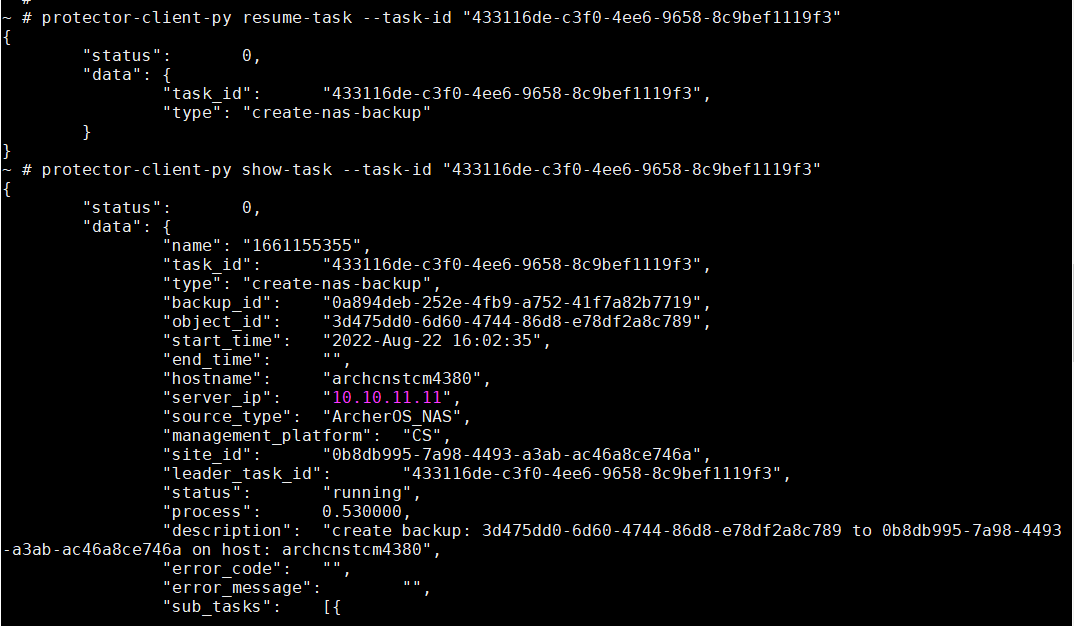 ~ # protector-client-py resume-task --task-id "433116de-c3f0-4ee6-9658-8c9bef1119f3"
{
        "status":       0,
        "data": {
                "task_id":      "433116de-c3f0-4ee6-9658-8c9bef1119f3",
                "type": "create-nas-backup"
        }
}
~ # protector-client-py show-task --task-id "433116de-c3f0-4ee6-9658-8c9bef1119f3"
{
        "status":       0,
        "data": {
                "name": "1661155355",
                "task_id":      "433116de-c3f0-4ee6-9658-8c9bef1119f3",
                "type": "create-nas-backup",
                "backup_id":    "0a894deb-252e-4fb9-a752-41f7a82b7719",
                "object_id":    "3d475dd0-6d60-4744-86d8-e78df2a8c789",
                "start_time":   "2022-Aug-22 16:02:35",
                "end_time":     "",
                "hostname":     "archcnstcm4380",
                "server_ip":    "10.10.11.11",
                "source_type":  "ArcherOS_NAS",
                "management_platform":  "CS",
                "site_id":      "0b8db995-7a98-4493-a3ab-ac46a8ce746a",
                "leader_task_id":       "433116de-c3f0-4ee6-9658-8c9bef1119f3",
                "status":       "running",
                "process":      0.530000,
                "description":  "create backup: 3d475dd0-6d60-4744-86d8-e78df2a8c789 to 0b8db995-7a98-4493
-a3ab-ac46a8ce746a on host: archcnstcm4380",
                "error_code":   "",
                "error_message":        "",
                "sub_tasks":    [{